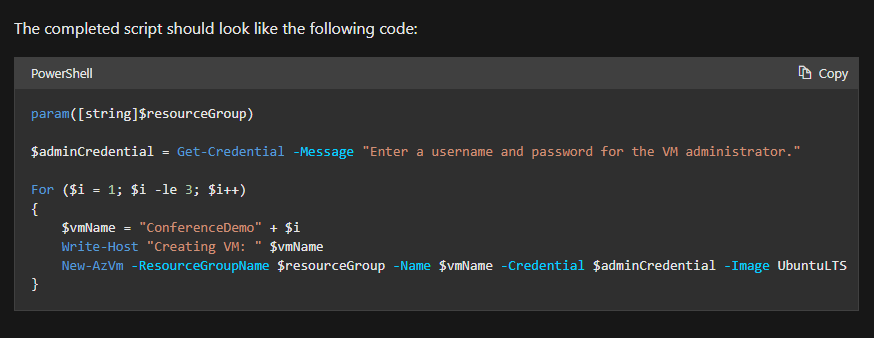 The completed script should look like the following code:
PowerShell
Copy
param([string]$resourceGroup)
$adminCredential = Get-Credential -Message "Enter a username and password for the VM administrator."
For ($i = 1; $i -le 3; $i++)
{
    $vmName = "ConferenceDemo" + $i
    Write-Host "Creating VM: " $vmName
    New-AzVm -ResourceGroupName $resourceGroup -Name $vmName -Credential $adminCredential -Image UbuntuLTS
}